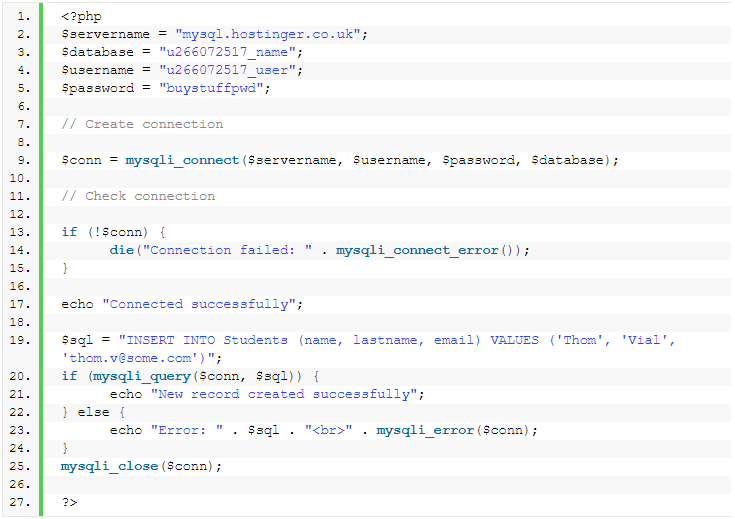 1. <?php
2. $servername = "mysql.hostinger.co.uk";
3. $database = "u266072517_name";
4. $username = "u266072517_user";
5. $password = "buystuffpwd";
6.
7. // Create connection
8.
9. $conn = mysqli_connect($servername, $username, $password, $database);
10.
11. // Check connection
12.
13. if (!$conn) {
14.       die("Connection failed: " . mysqli_connect_error());
15. }
16.
17. echo "Connected successfully";
18.
19. $sql = "INSERT INTO Students (name, lastname, email) VALUES ('Thom', 'Vial',
'thom.v@some.com')";
20. if (mysqli_query($conn, $sql)) {
21.       echo "New record created successfully";
22. } else {
23.       echo "Error: " . $sql . "<br>" . mysqli_error($conn);
24. }
25. mysqli_close($conn);
26.
27. ?>